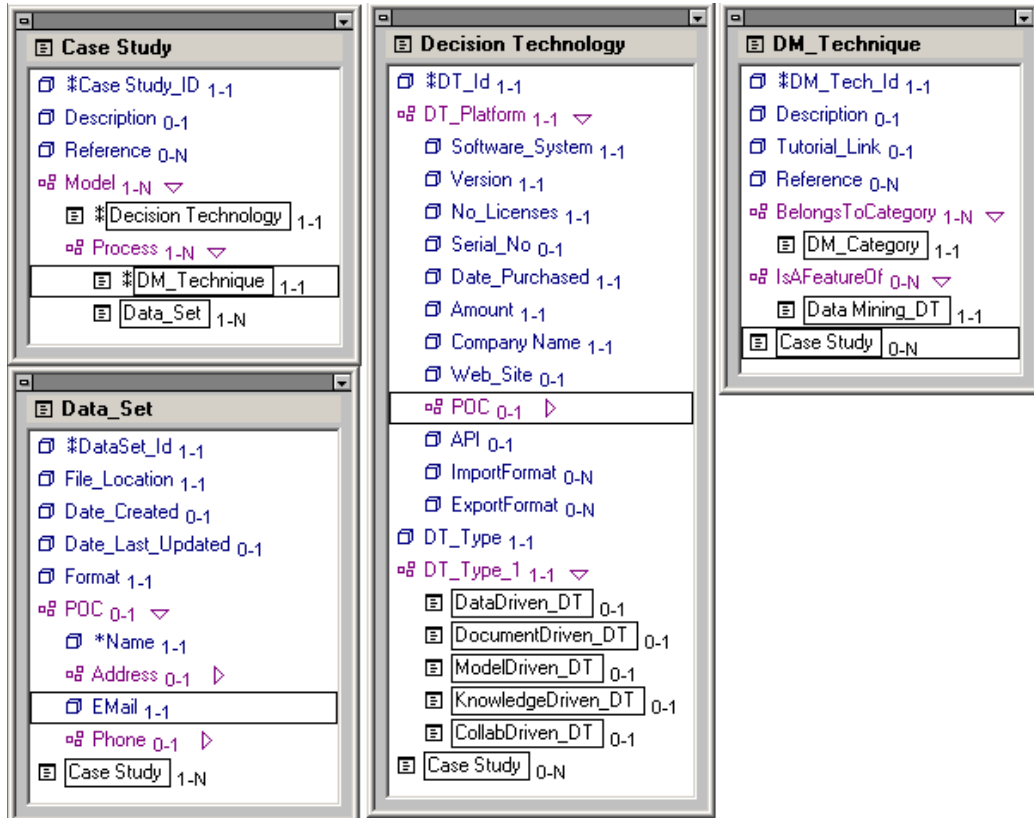 Case Study
‡Case Study_ID 1-1
Description 0-1
Reference 0-N
Model 1-N
‡Decision Technology 1-1
Process 1-N
‡DM_Technique 1-1
Data_Set 1-N
Data_Set
‡DataSet_Id 1-1
File_Location 1-1
Date_Created 0-1
Date_Last_Updated 0-1
Format 1-1
POC 0-1
*Name 1-1
Address 0-1
EMail 1-1
Phone 0-1
Case Study 1-N
Decision Technology
‡DT_Id 1-1
DT_Platform 1-1
Software_System 1-1
Version 1-1
No_Licenses 1-1
Serial_No 0-1
Date_Purchased 1-1
Amount 1-1
Company Name 1-1
Web_Site 0-1
POC 0-1
API 0-1
ImportFormat 0-N
ExportFormat 0-N
DT_Type 1-1
DT_Type_1 1-1
DataDriven_DT 0-1
DocumentDriven_DT 0-1
ModelDriven_DT 0-1
KnowledgeDriven_DT 0-1
CollabDriven_DT 0-1
Case Study 0-N
DM_Technique
‡DM_Tech_Id 1-1
Description 0-1
Tutorial_Link 0-1
Reference 0-N
BelongsToCategory 1-N
DM_Category 1-1
IsAFeatureOf 0-N
Data Mining_DT 1-1
Case Study 0-N